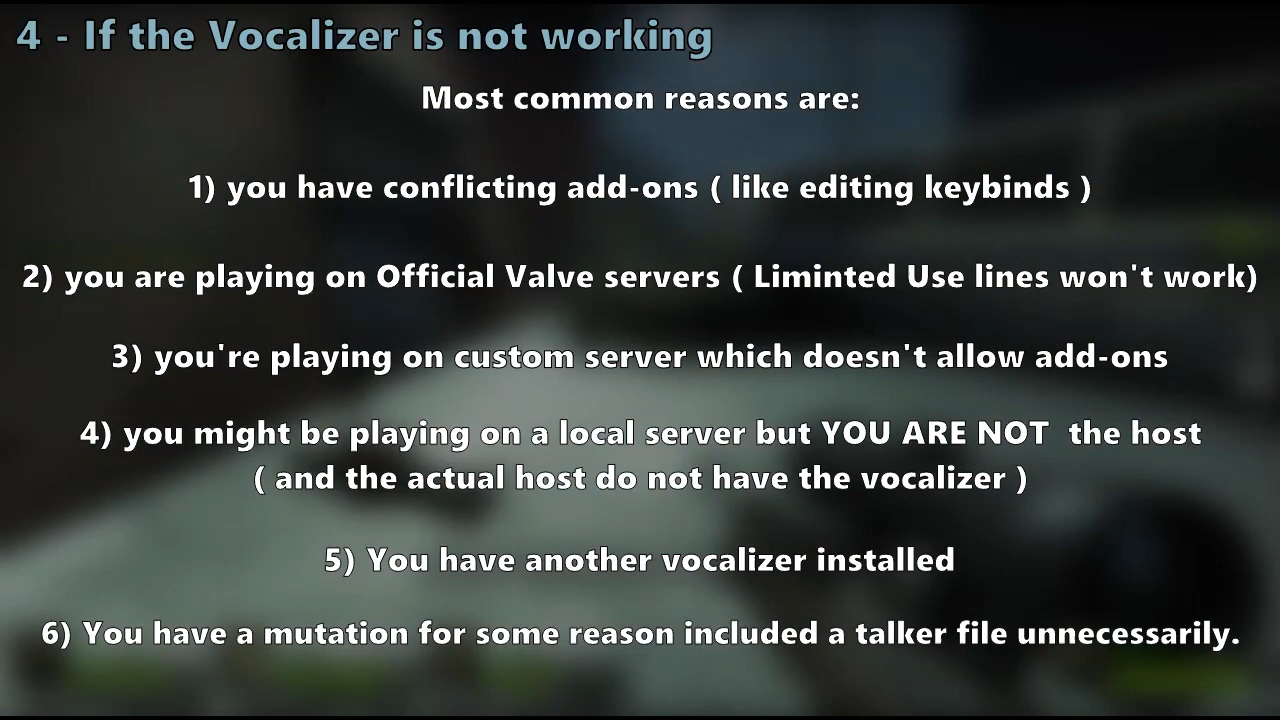 4 - If the Vocalizer is not working
Most common reasons are:
1) you have conflicting add-ons ( like editing keybinds )
2) you are playing on Official Valve servers ( Liminted Use lines won't work)
3) you're playing on custom server which doesn't allow add-ons
4) you might be playing on a local server but YOU ARE NOT  the host
( and the actual host do not have the vocalizer )
5) You have another vocalizer installed
6) You have a mutation for some reason included a talker file unnecessarily.